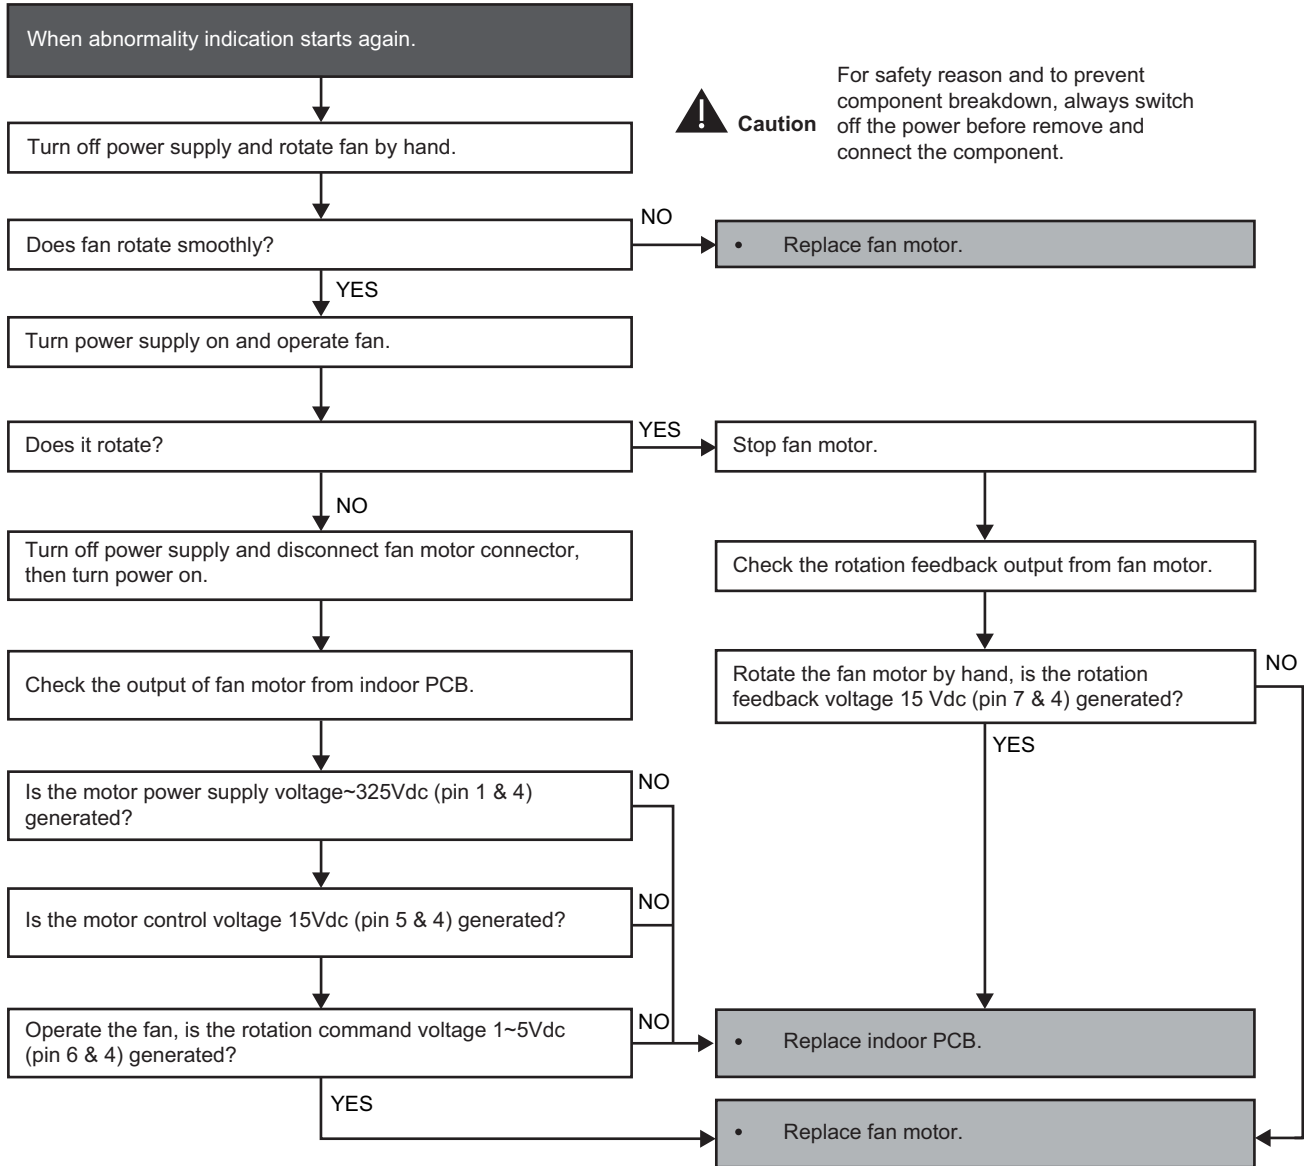 When abnormality indication starts again.
For safety reason and to prevent
component breakdown, always switch
off the power before remove and
connect the component.
Caution
Turn off power supply and rotate fan by hand.
Does fan rotate smoothly?
NO
• Replace fan motor.
YES
Turn power supply on and operate fan.
Does it rotate?
YES
Stop fan motor.
NO
Turn off power supply and disconnect fan motor connector,
then turn power on.
Check the rotation feedback output from fan motor.
Check the output of fan motor from indoor PCB.
Rotate the fan motor by hand, is the rotation
feedback voltage 15 Vdc (pin 7 & 4) generated?
NO
YES
Is the motor power supply voltage~325Vdc (pin 1 & 4)
generated?
NO
Is the motor control voltage 15Vdc (pin 5 & 4) generated?
NO
Operate the fan, is the rotation command voltage 1~5Vdc
(pin 6 & 4) generated?
NO
• Replace indoor PCB.
YES
• Replace fan motor.